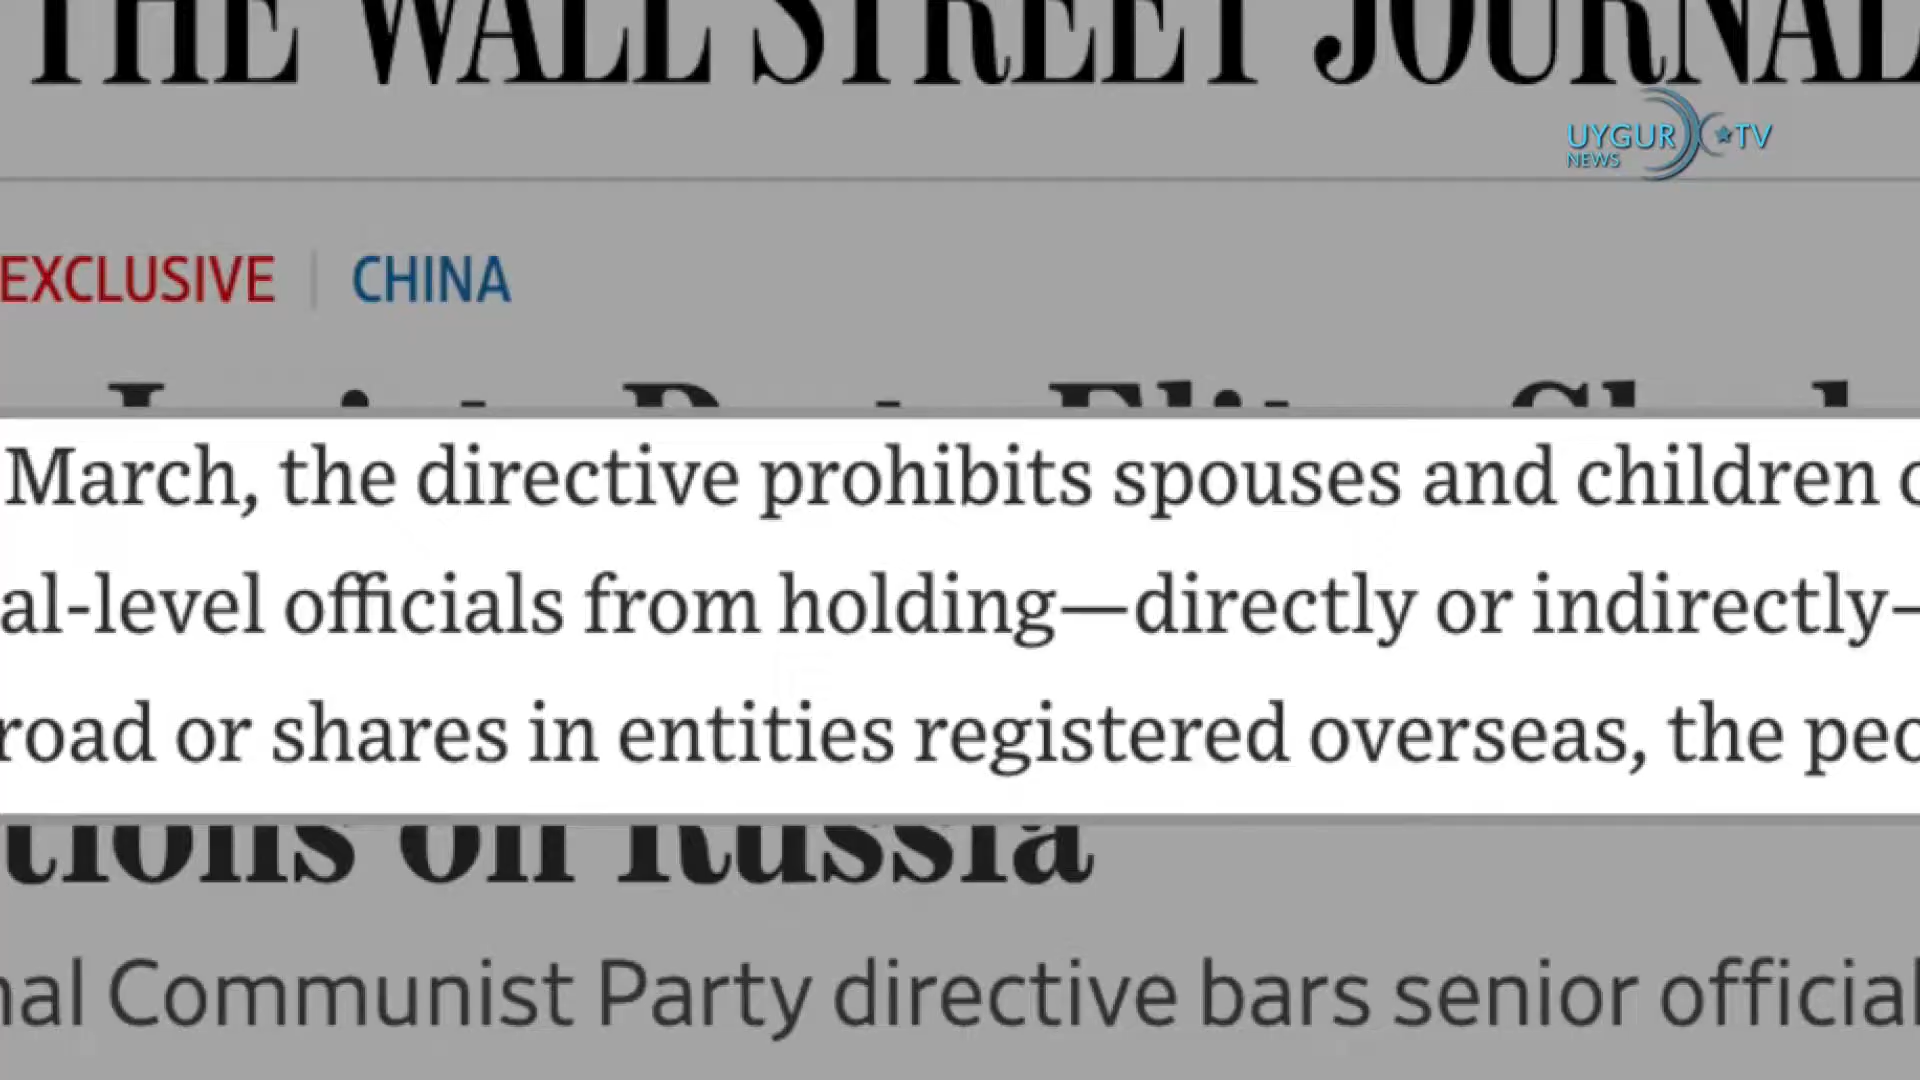 THE WALL STREET JOURNAL
UYGUR TV
NEWS
EXCLUSIVE | CHINA
March, the directive prohibits spouses and children
al-level officials from holding—directly or indirectly—
road or shares in entities registered overseas, the
tions on Russia
nal Communist Party directive bars senior official